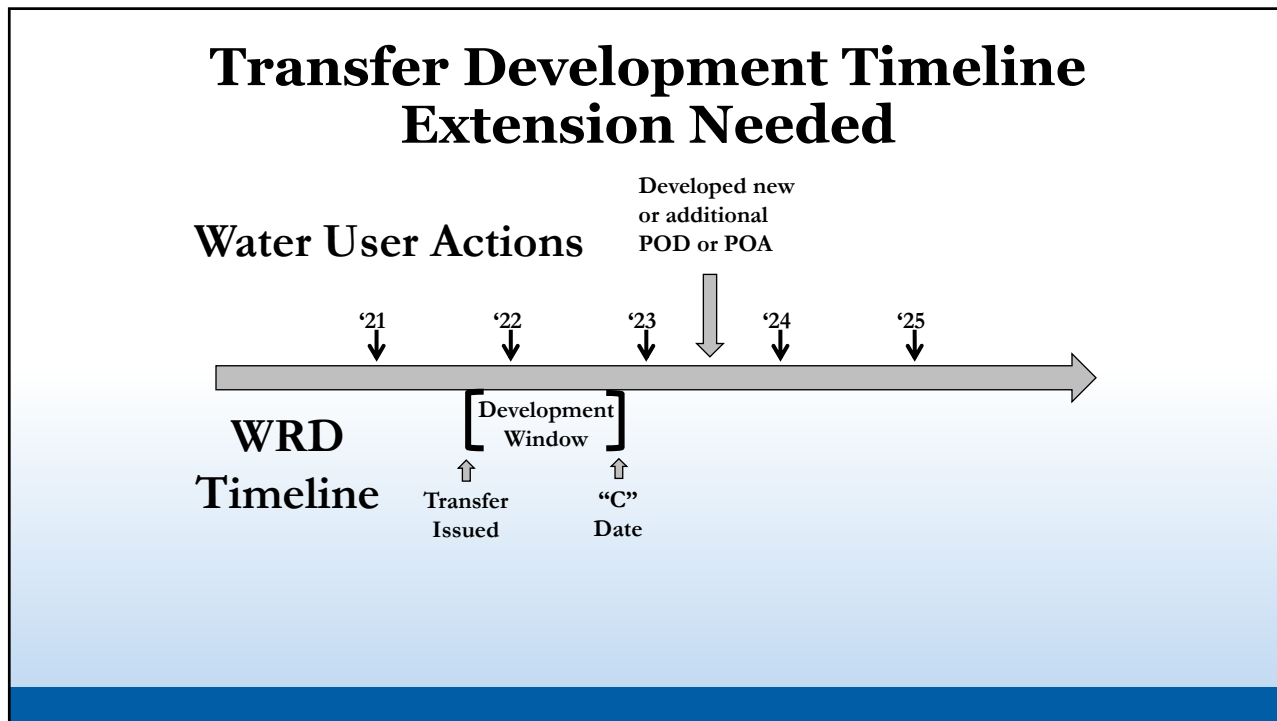 Transfer Development Timeline
Extension Needed
Developed new
or additional
POD or POA
Water User Actions
‘21
‘22
‘23
‘24
‘25
WRD
Timeline
Development
Window
Transfer
Issued
“C”
Date